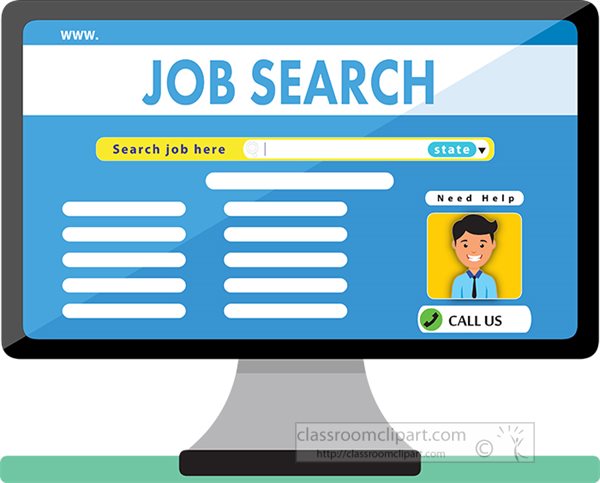 www.
JOB SEARCH
Search job here
state
Need Help
CALL US
classroomclipart.com ©
http://classroomclipart.com